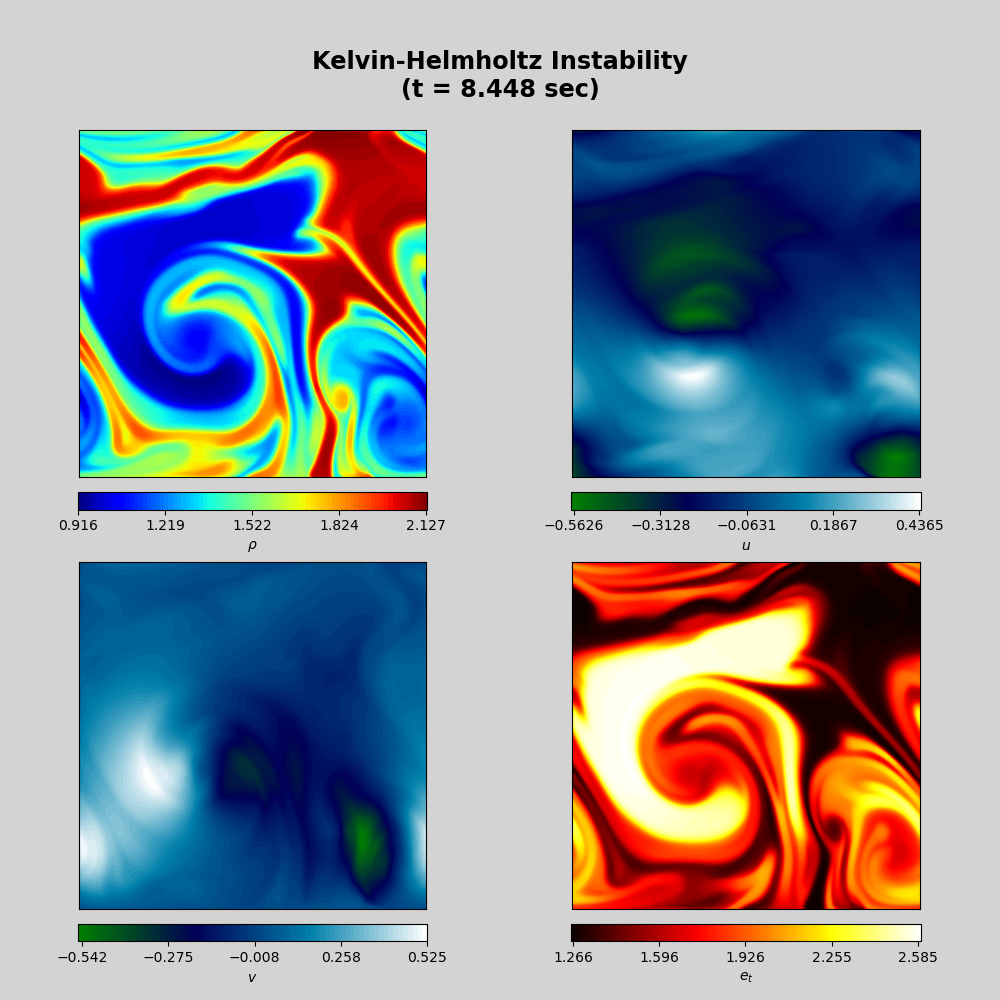 Kelvin-Helmholtz Instability
(t = 8.448 sec)
0.916 1.219 1.522 1.824 2.127
ρ
−0.5626 −0.3128 −0.0631 0.1867 0.4365
u
−0.542 −0.275 −0.008 0.258 0.525
v
1.266 1.596 1.926 2.255 2.585
eₜ